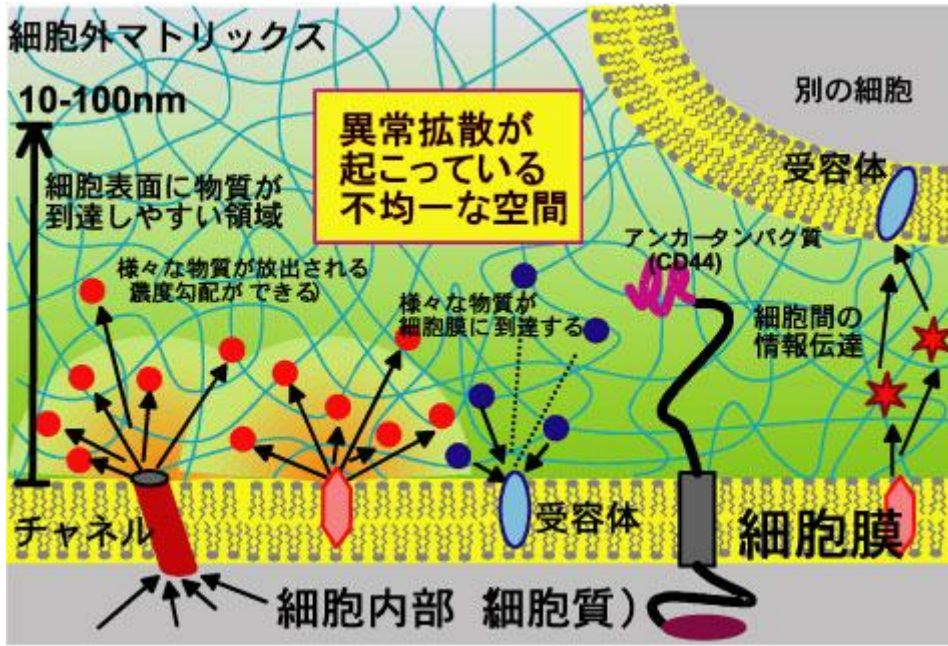 細胞外マトリックス
10-100nm
細胞表面に物質が
到達しやすい領域
異常拡散が
起こっている
不均一な空間
別の細胞
受容体
様々な物質が放出される
濃度勾配ができる)
様々な物質が
細胞膜に到達する
アンカータンパク質
(CD44)
細胞間の
情報伝達
チャネル
受容体
細胞膜
細胞内部 (細胞質)